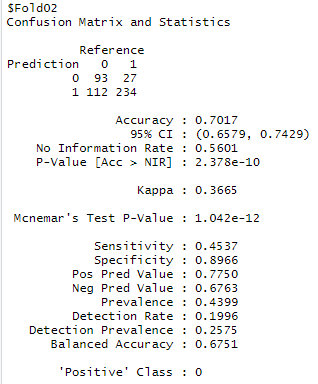 $Fold02
Confusion Matrix and Statistics
Reference
Prediction 0 1
0 93 27
1 112 234
Accuracy : 0.7017
95% CI : (0.6579, 0.7429)
No Information Rate : 0.5601
P-Value [Acc > NIR] : 2.378e-10
Kappa : 0.3665
Mcnemar's Test P-Value : 1.042e-12
Sensitivity : 0.4537
Specificity : 0.8966
Pos Pred Value : 0.7750
Neg Pred Value : 0.6763
Prevalence : 0.4399
Detection Rate : 0.1996
Detection Prevalence : 0.2575
Balanced Accuracy : 0.6751
'Positive' Class : 0